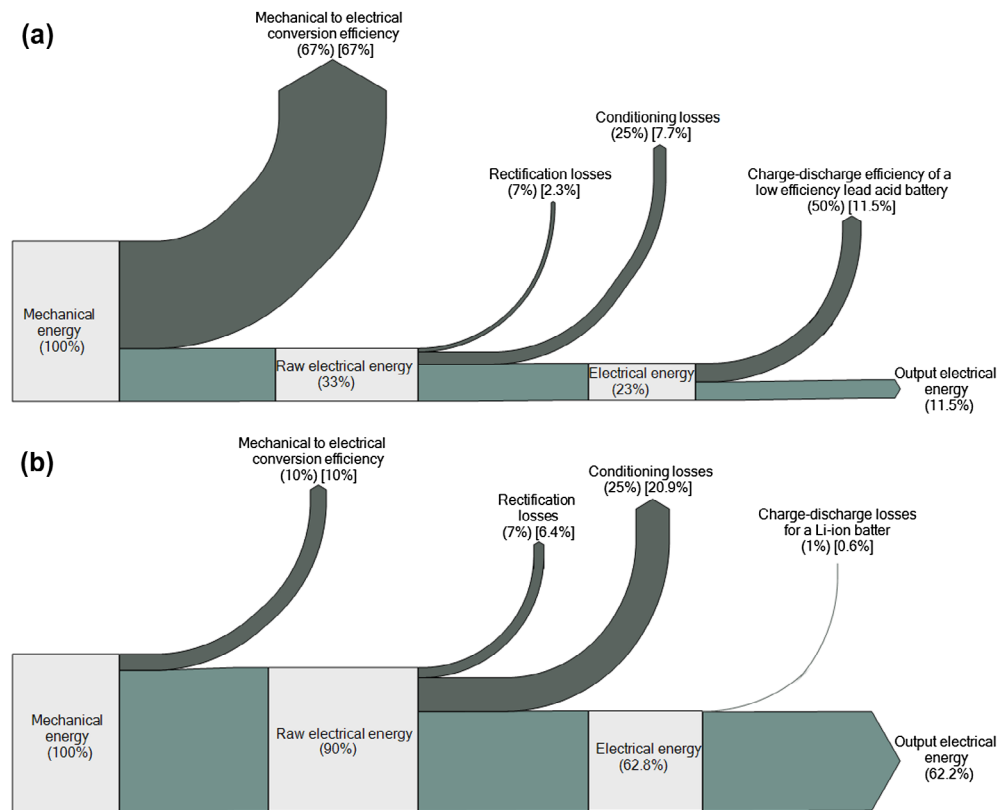 (a)
Mechanical to electrical
conversion efficiency
(67%) [67%]
Conditioning losses
(25%) [7.7%]
Rectification losses
(7%) [2.3%]
Charge-discharge efficiency of a
low efficiency lead acid battery
(50%) [11.5%]
Mechanical
energy
(100%)
Raw electrical energy
(33%)
Electrical energy
(23%)
Output electrical
energy
(11.5%)
(b)
Mechanical to electrical
conversion efficiency
(10%) [10%]
Rectification
losses
(7%) [6.4%]
Conditioning losses
(25%) [20.9%]
Charge-discharge losses
for a Li-ion batter
(1%) [0.6%]
Mechanical
energy
(100%)
Raw electrical energy
(90%)
Electrical energy
(62.8%)
Output electrical
energy
(62.2%)